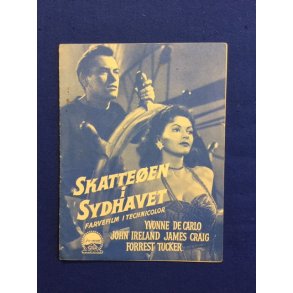 SKATTEØEN
i
SYDHAVET
FARVEFILM I TECHNICOLOR
YVONNE DE CARLO
JOHN IRELAND JAMES CRAIG
FORREST TUCKER